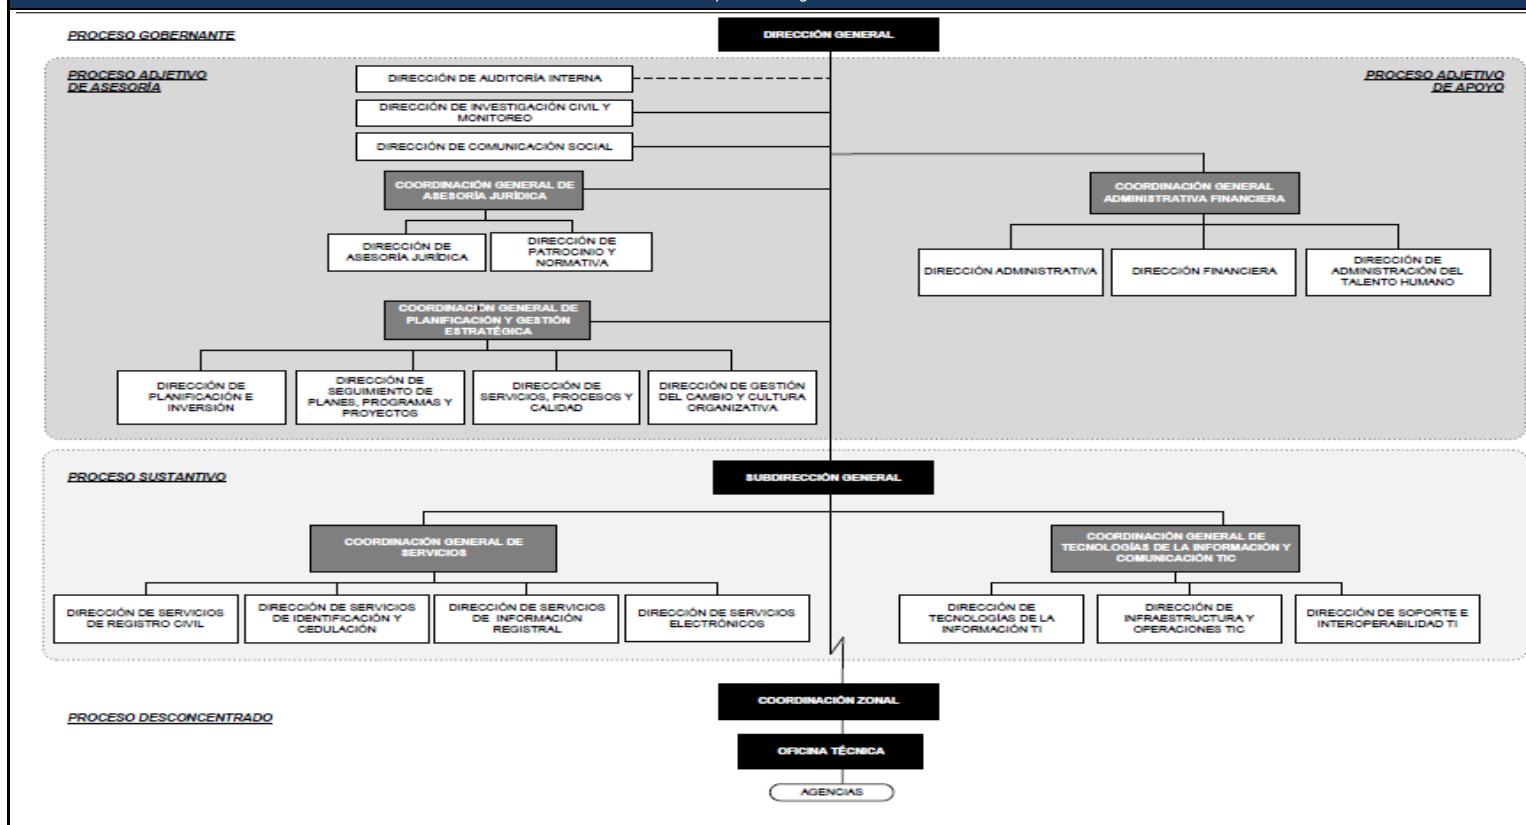 PROCESO GOBERNANTE
DIRECCIÓN GENERAL
PROCESO ADJETIVO
DE ASESORÍA
DIRECCIÓN DE AUDITORÍA INTERNA
PROCESO ADJETIVO
DE APOYO
DIRECCIÓN DE INVESTIGACIÓN CIVIL Y
MONITOREO
DIRECCIÓN DE COMUNICACIÓN SOCIAL
COORDINACIÓN GENERAL DE
ASESORÍA JURÍDICA
COORDINACIÓN GENERAL
ADMINISTRATIVA FINANCIERA
DIRECCIÓN DE
ASESORÍA JURÍDICA
DIRECCIÓN DE
PATROCINIO Y
NORMATIVA
DIRECCIÓN ADMINISTRATIVA
DIRECCIÓN FINANCIERA
DIRECCIÓN DE
ADMINISTRACIÓN DEL
TALENTO HUMANO
COORDINACIÓN GENERAL DE
PLANIFICACIÓN Y GESTIÓN
ESTRATÉGICA
DIRECCIÓN DE
PLANIFICACIÓN E
INVERSIÓN
DIRECCIÓN DE
SEGUIMIENTO DE
PLANES, PROGRAMAS Y
PROYECTOS
DIRECCIÓN DE
SERVICIOS, PROCESOS Y
CALIDAD
DIRECCIÓN DE GESTIÓN
DEL CAMBIO Y CULTURA
ORGANIZATIVA
PROCESO SUSTANTIVO
SUBDIRECCIÓN GENERAL
COORDINACIÓN GENERAL DE
SERVICIOS
COORDINACIÓN GENERAL DE
TECNOLOGÍAS DE LA INFORMACIÓN Y
COMUNICACIÓN TIC
DIRECCIÓN DE SERVICIOS
DE REGISTRO CIVIL
DIRECCIÓN DE SERVICIOS
DE IDENTIFICACIÓN Y
CEDULACIÓN
DIRECCIÓN DE SERVICIOS
DE INFORMACIÓN
REGISTRAL
DIRECCIÓN DE SERVICIOS
ELECTRÓNICOS
DIRECCIÓN DE
TECNOLOGÍAS DE LA
INFORMACIÓN TI
DIRECCIÓN DE
INFRAESTRUCTURA Y
OPERACIONES TIC
DIRECCIÓN DE SOPORTE E
INTEROPERABILIDAD TI
PROCESO DESCONCENTRADO
COORDINACIÓN ZONAL
OFICINA TÉCNICA
AGENCIAS